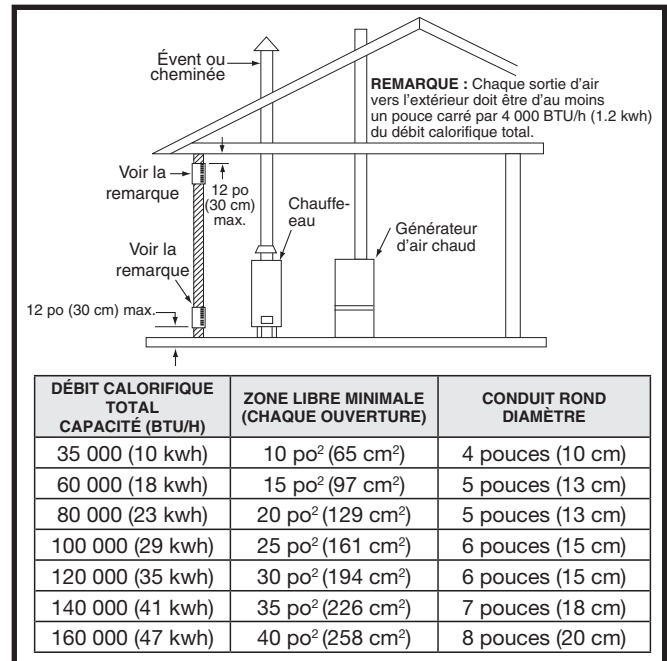 Évent ou
cheminée
REMARQUE : Chaque sortie d'air
vers l'extérieur doit être d'au moins
un pouce carré par 4 000 BTU/h (1.2 kwh)
du débit calorifique total.
Voir la
remarque
12 po
(30 cm)
max.
Chauffe-
eau
Générateur
d'air chaud
Voir la
remarque
12 po (30 cm) max.
DÉBIT CALORIFIQUE
TOTAL
CAPACITÉ (BTU/H)
ZONE LIBRE MINIMALE
(CHAQUE OUVERTURE)
CONDUIT ROND
DIAMÈTRE
35 000 (10 kwh) 10 po² (65 cm²) 4 pouces (10 cm)
60 000 (18 kwh) 15 po² (97 cm²) 5 pouces (13 cm)
80 000 (23 kwh) 20 po² (129 cm²) 5 pouces (13 cm)
100 000 (29 kwh) 25 po² (161 cm²) 6 pouces (15 cm)
120 000 (35 kwh) 30 po² (194 cm²) 6 pouces (15 cm)
140 000 (41 kwh) 35 po² (226 cm²) 7 pouces (18 cm)
160 000 (47 kwh) 40 po² (258 cm²) 8 pouces (20 cm)